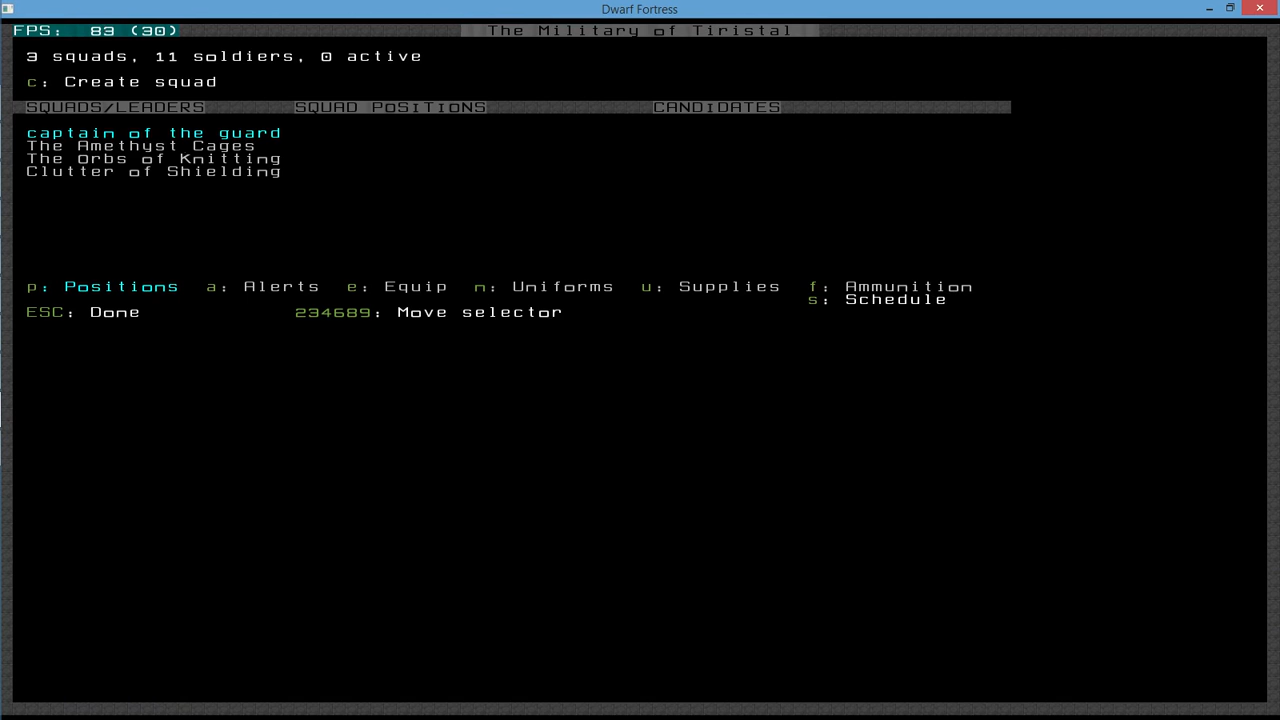 Dwarf Fortress
FPS: 83 (30) The Military of Tiristal
3 squads, 11 soldiers, 0 active
c: Create squad
SQUADS/LEADERS SQUAD POSITIONS CANDIDATES
captain of the guard
The Amethyst Cages
The Orbs of Knitting
Clutter of Shielding
p: Positions a: Alerts e: Equip n: Uniforms u: Supplies f: Ammunition
s: Schedule
ESC: Done 234689: Move selector